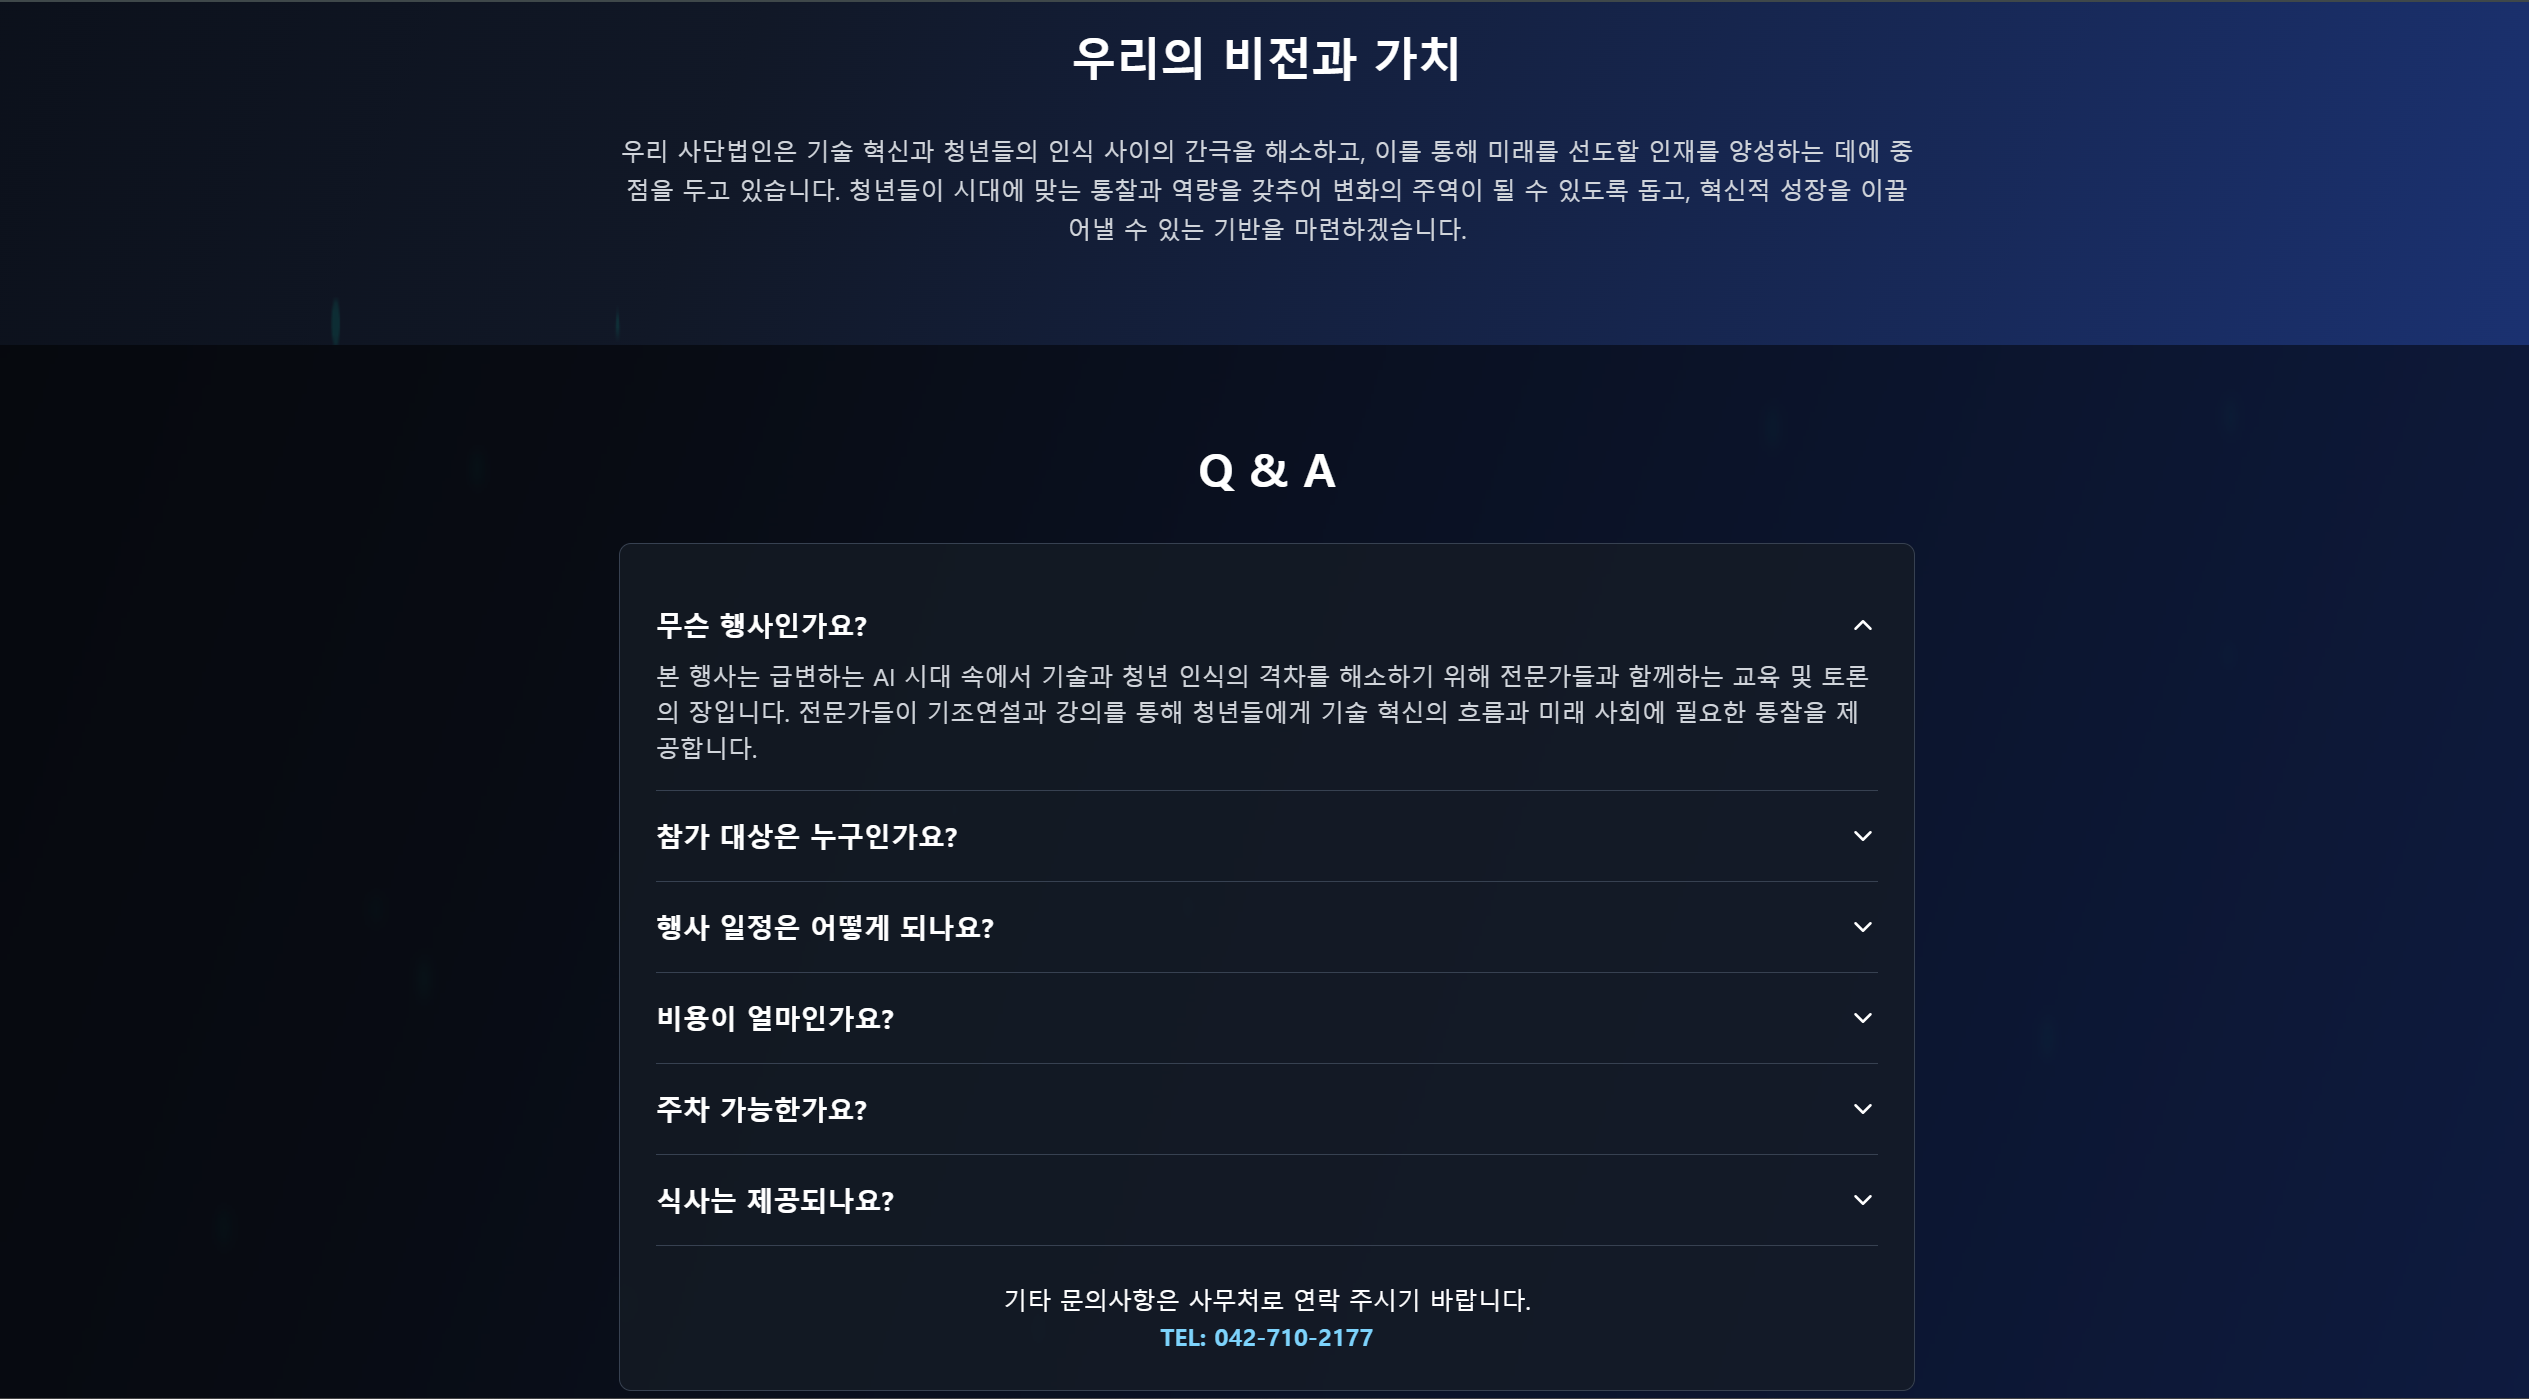 우리의 비전과 가치
우리 사단법인은 기술 혁신과 청년들의 인식 사이의 간극을 해소하고, 이를 통해 미래를 선도할 인재를 양성하는 데에 중
점을 두고 있습니다. 청년들이 시대에 맞는 통찰과 역량을 갖추어 변화의 주역이 될 수 있도록 돕고, 혁신적 성장을 이끌
어낼 수 있는 기반을 마련하겠습니다.
Q & A
무슨 행사인가요?
본 행사는 급변하는 AI 시대 속에서 기술과 청년 인식의 격차를 해소하기 위해 전문가들과 함께하는 교육 및 토론
의 장입니다. 전문가들이 기조연설과 강의를 통해 청년들에게 기술 혁신의 흐름과 미래 사회에 필요한 통찰을 제
공합니다.
참가 대상은 누구인가요?
행사 일정은 어떻게 되나요?
비용이 얼마인가요?
주차 가능한가요?
식사는 제공되나요?
기타 문의사항은 사무처로 연락 주시기 바랍니다.
TEL: 042-710-2177